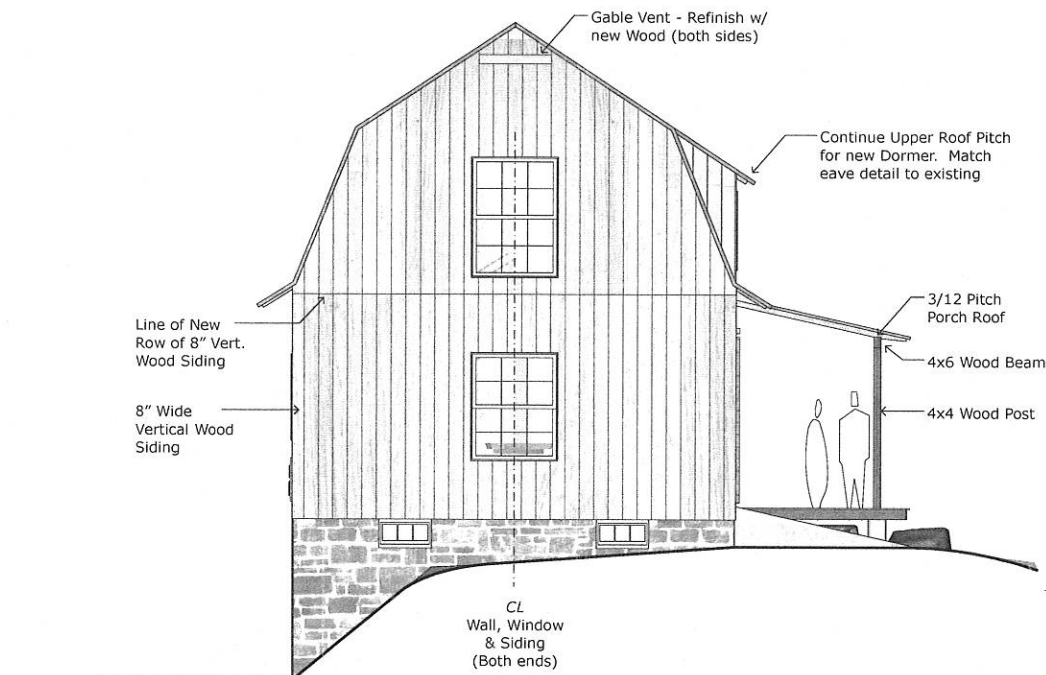 Gable Vent - Refinish w/
new Wood (both sides)
Continue Upper Roof Pitch
for new Dormer. Match
eave detail to existing
Line of New
Row of 8" Vert.
Wood Siding
3/12 Pitch
Porch Roof
4x6 Wood Beam
8" Wide
Vertical Wood
Siding
4x4 Wood Post
CL
Wall, Window
& Siding
(Both ends)